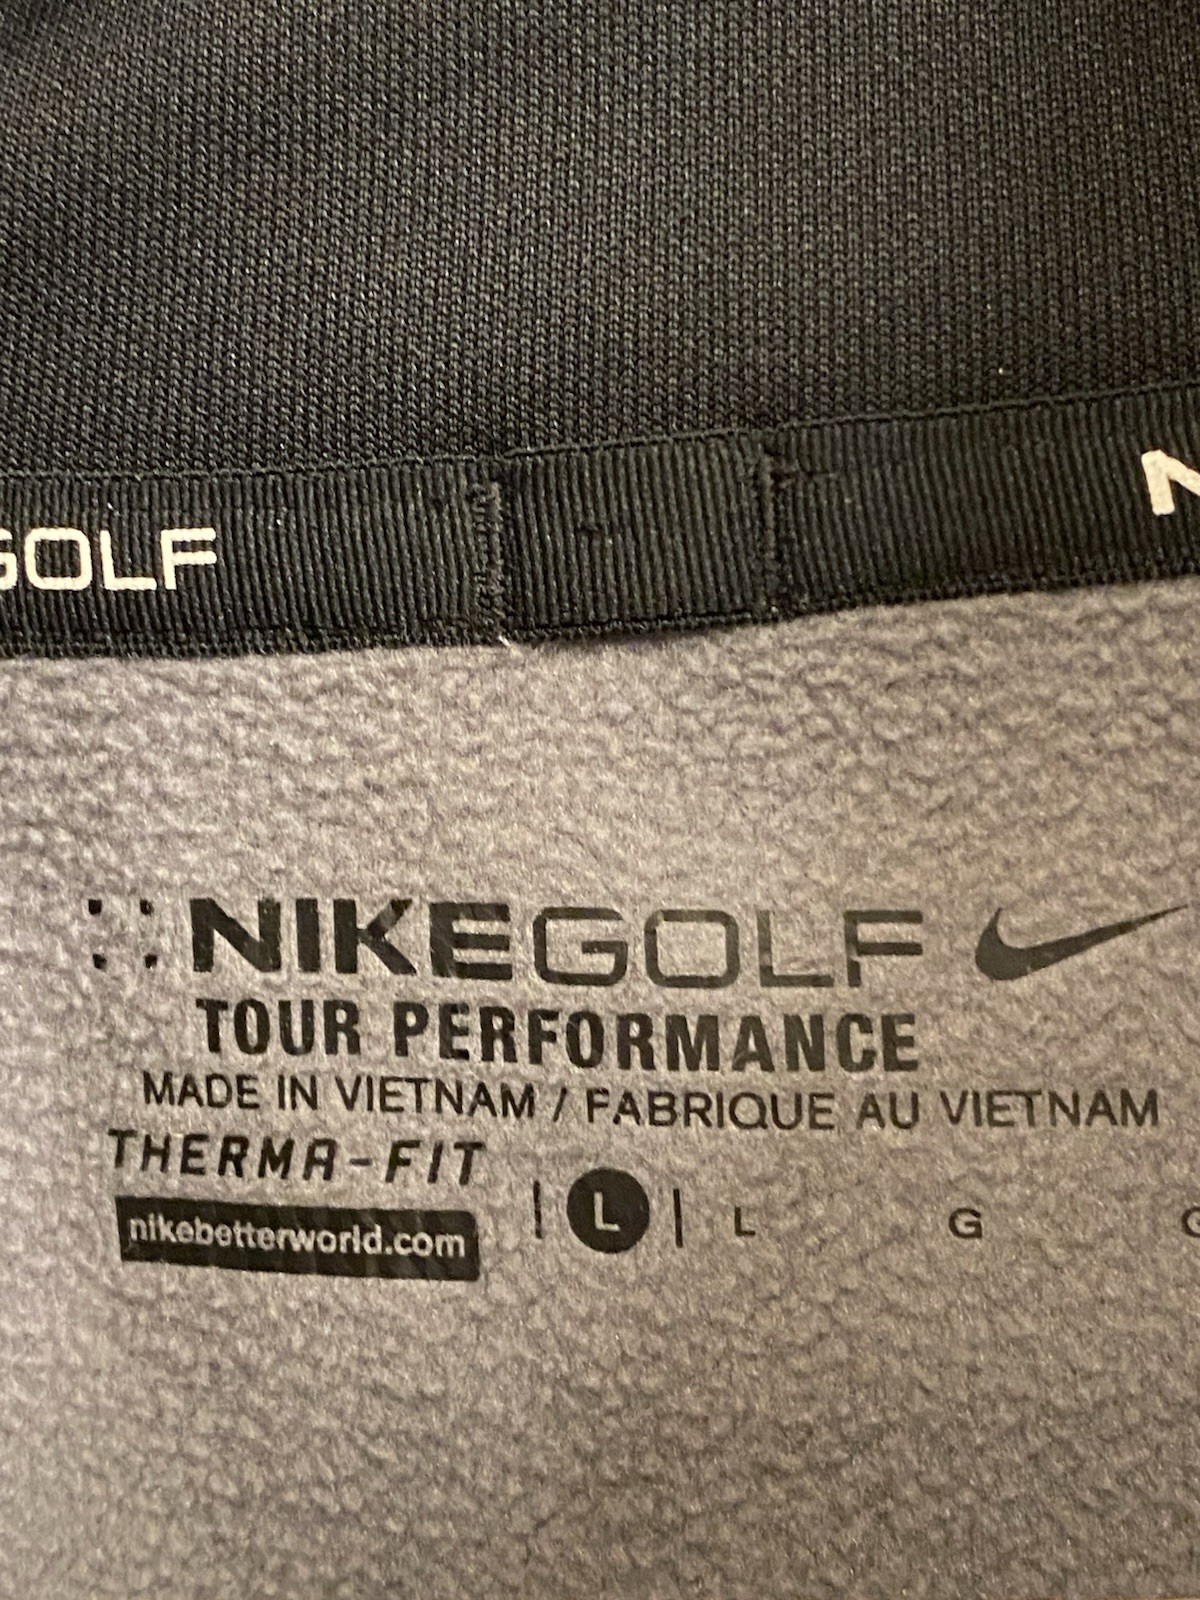 GOLF
N
NIKEGOLF
TOUR PERFORMANCE
MADE IN VIETNAM / FABRIQUE AU VIETNAM
THERMA-FIT
nikebetterworld.com | L | L G